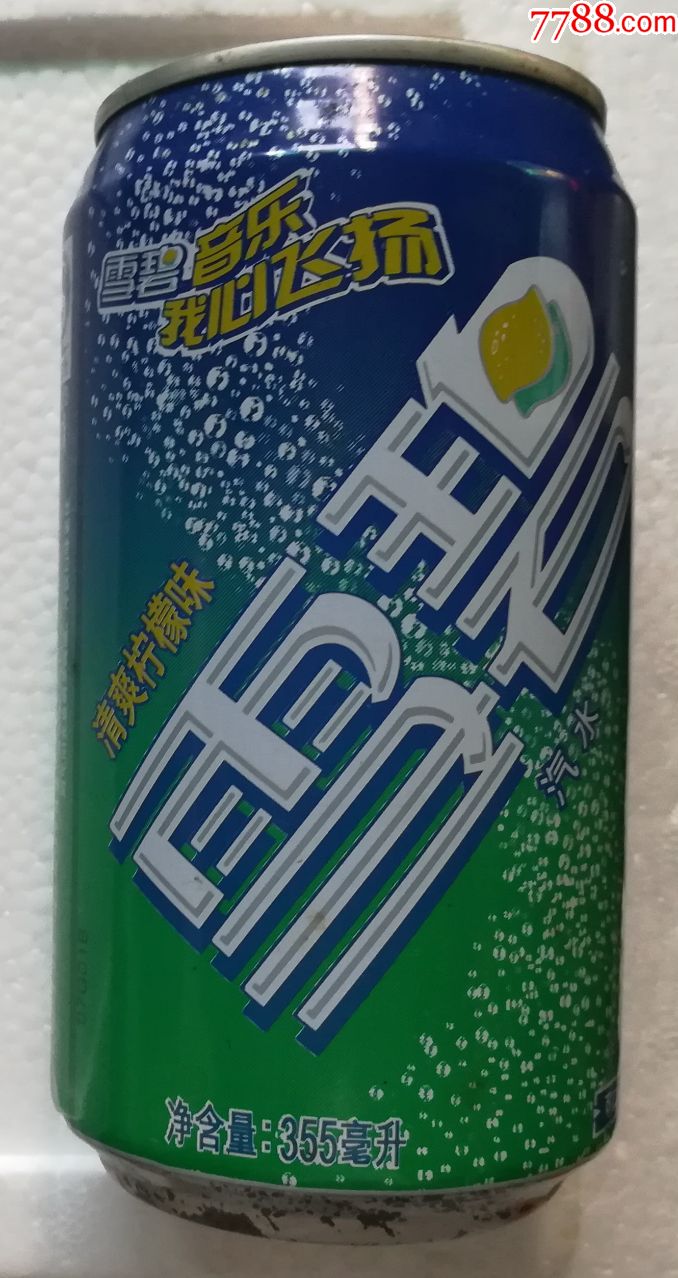 7788.com
雪碧音乐
我心飞扬
雪碧
清爽柠檬味
汽水
净含量:355毫升